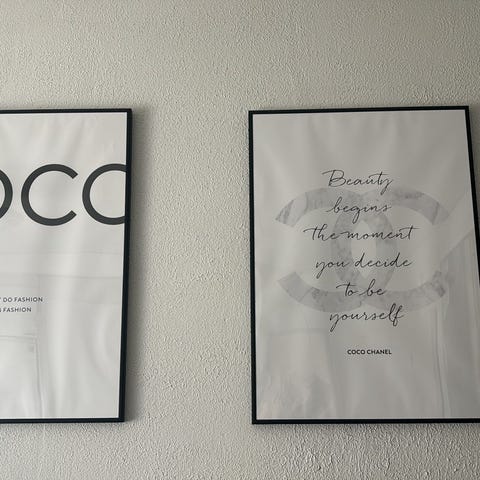 OCO
T DO FASHION
FASHION
Beauty
begins
the moment
you decide
to be
yourself
COCO CHANEL